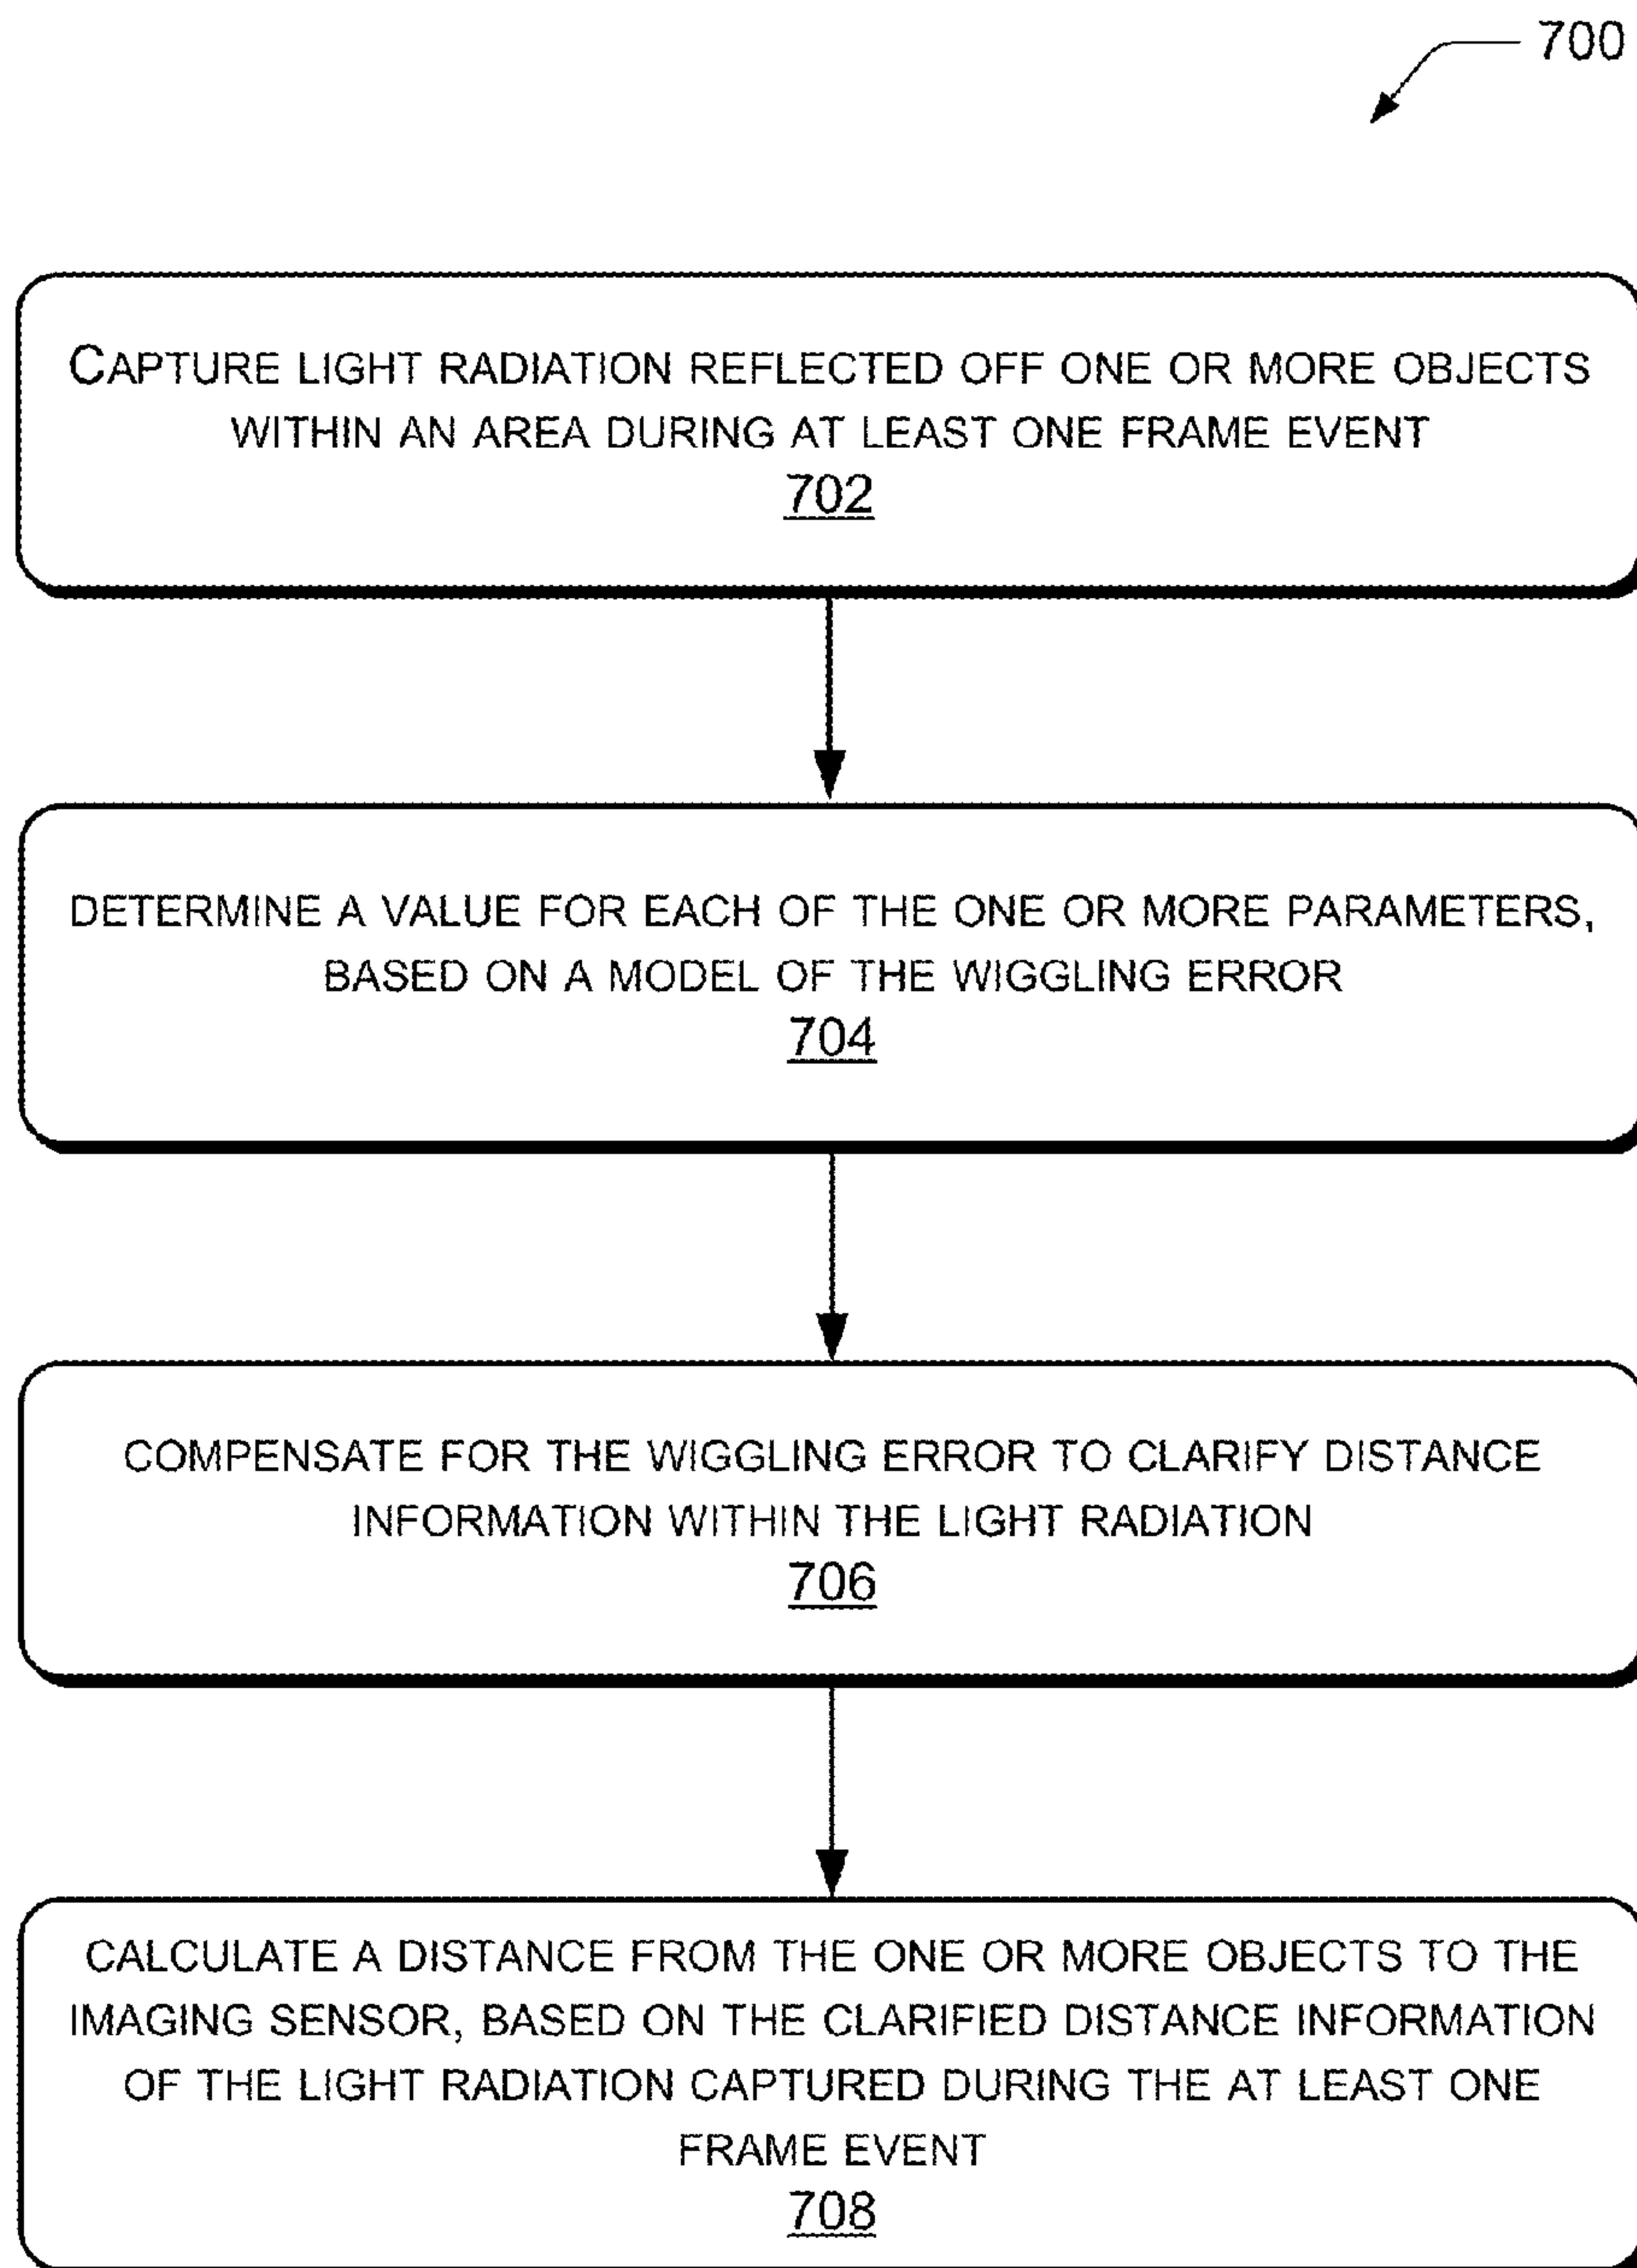 700
CAPTURE LIGHT RADIATION REFLECTED OFF ONE OR MORE OBJECTS
WITHIN AN AREA DURING AT LEAST ONE FRAME EVENT
702
DETERMINE A VALUE FOR EACH OF THE ONE OR MORE PARAMETERS,
BASED ON A MODEL OF THE WIGGLING ERROR
704
COMPENSATE FOR THE WIGGLING ERROR TO CLARIFY DISTANCE
INFORMATION WITHIN THE LIGHT RADIATION
706
CALCULATE A DISTANCE FROM THE ONE OR MORE OBJECTS TO THE
IMAGING SENSOR, BASED ON THE CLARIFIED DISTANCE INFORMATION
OF THE LIGHT RADIATION CAPTURED DURING THE AT LEAST ONE
FRAME EVENT
708